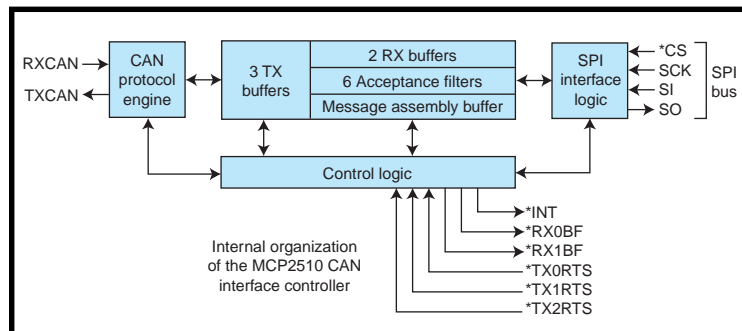 RXCAN
TXCAN
CAN
protocol
engine
3 TX
buffers
2 RX buffers
6 Acceptance filters
Message assembly buffer
SPI
interface
logic
*CS
SCK
SI
SO
SPI
bus
Control logic
*INT
*RX0BF
*RX1BF
*TX0RTS
*TX1RTS
*TX2RTS
Internal organization
of the MCP2510 CAN
interface controller